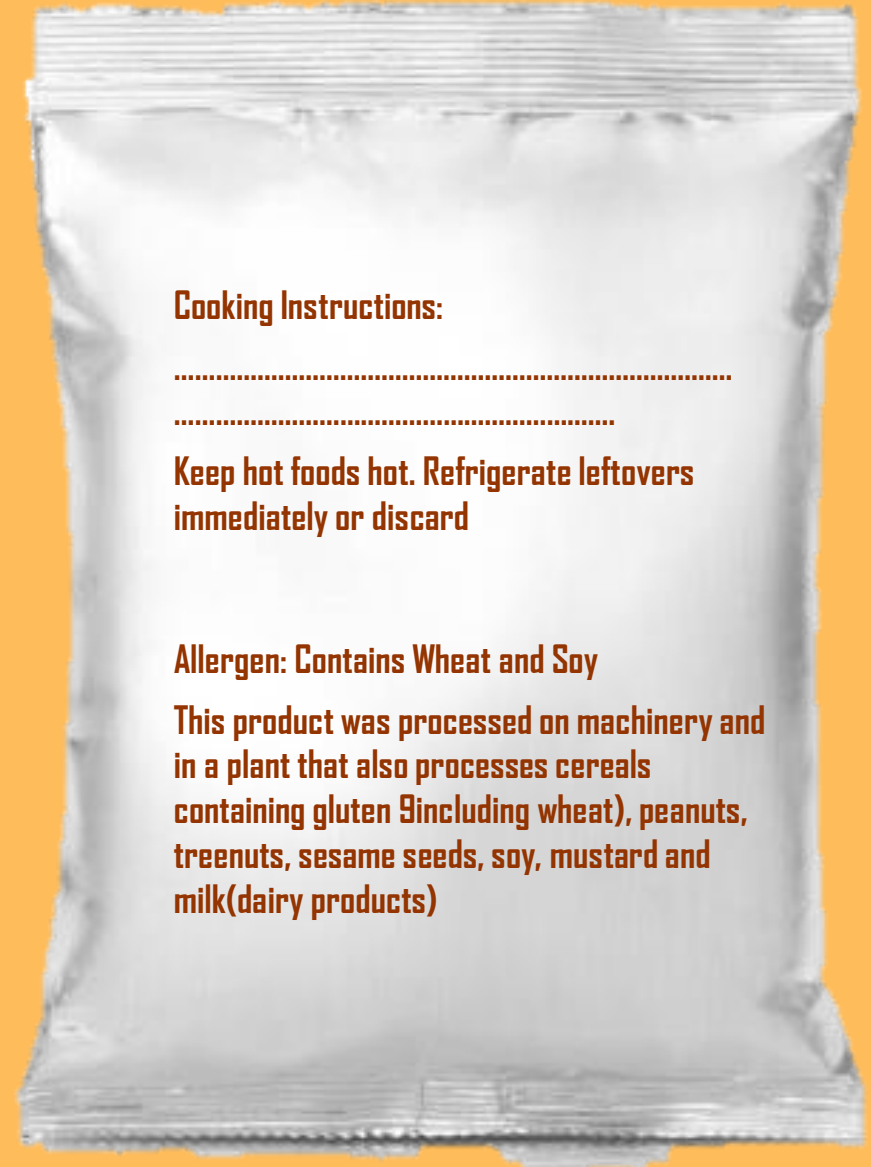 Cooking Instructions:
................................................................................
...............................................................
Keep hot foods hot. Refrigerate leftovers
immediately or discard
Allergen: Contains Wheat and Soy
This product was processed on machinery and
in a plant that also processes cereals
containing gluten 9including wheat), peanuts,
treenuts, sesame seeds, soy, mustard and
milk(dairy products)